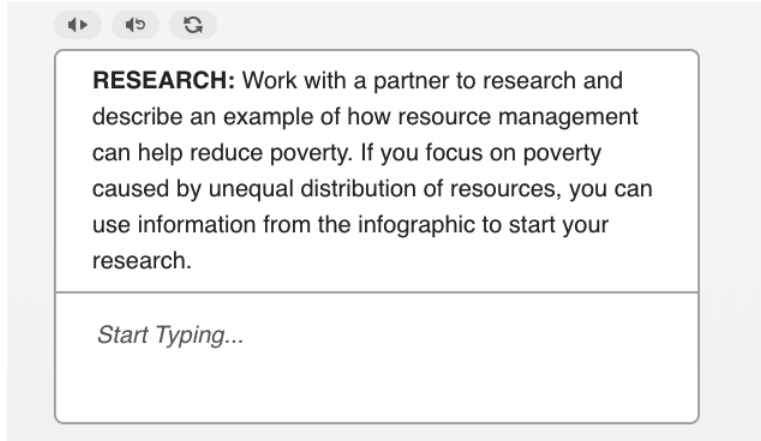 RESEARCH: Work with a partner to research and
describe an example of how resource management
can help reduce poverty. If you focus on poverty
caused by unequal distribution of resources, you can
use information from the infographic to start your
research.
Start Typing...